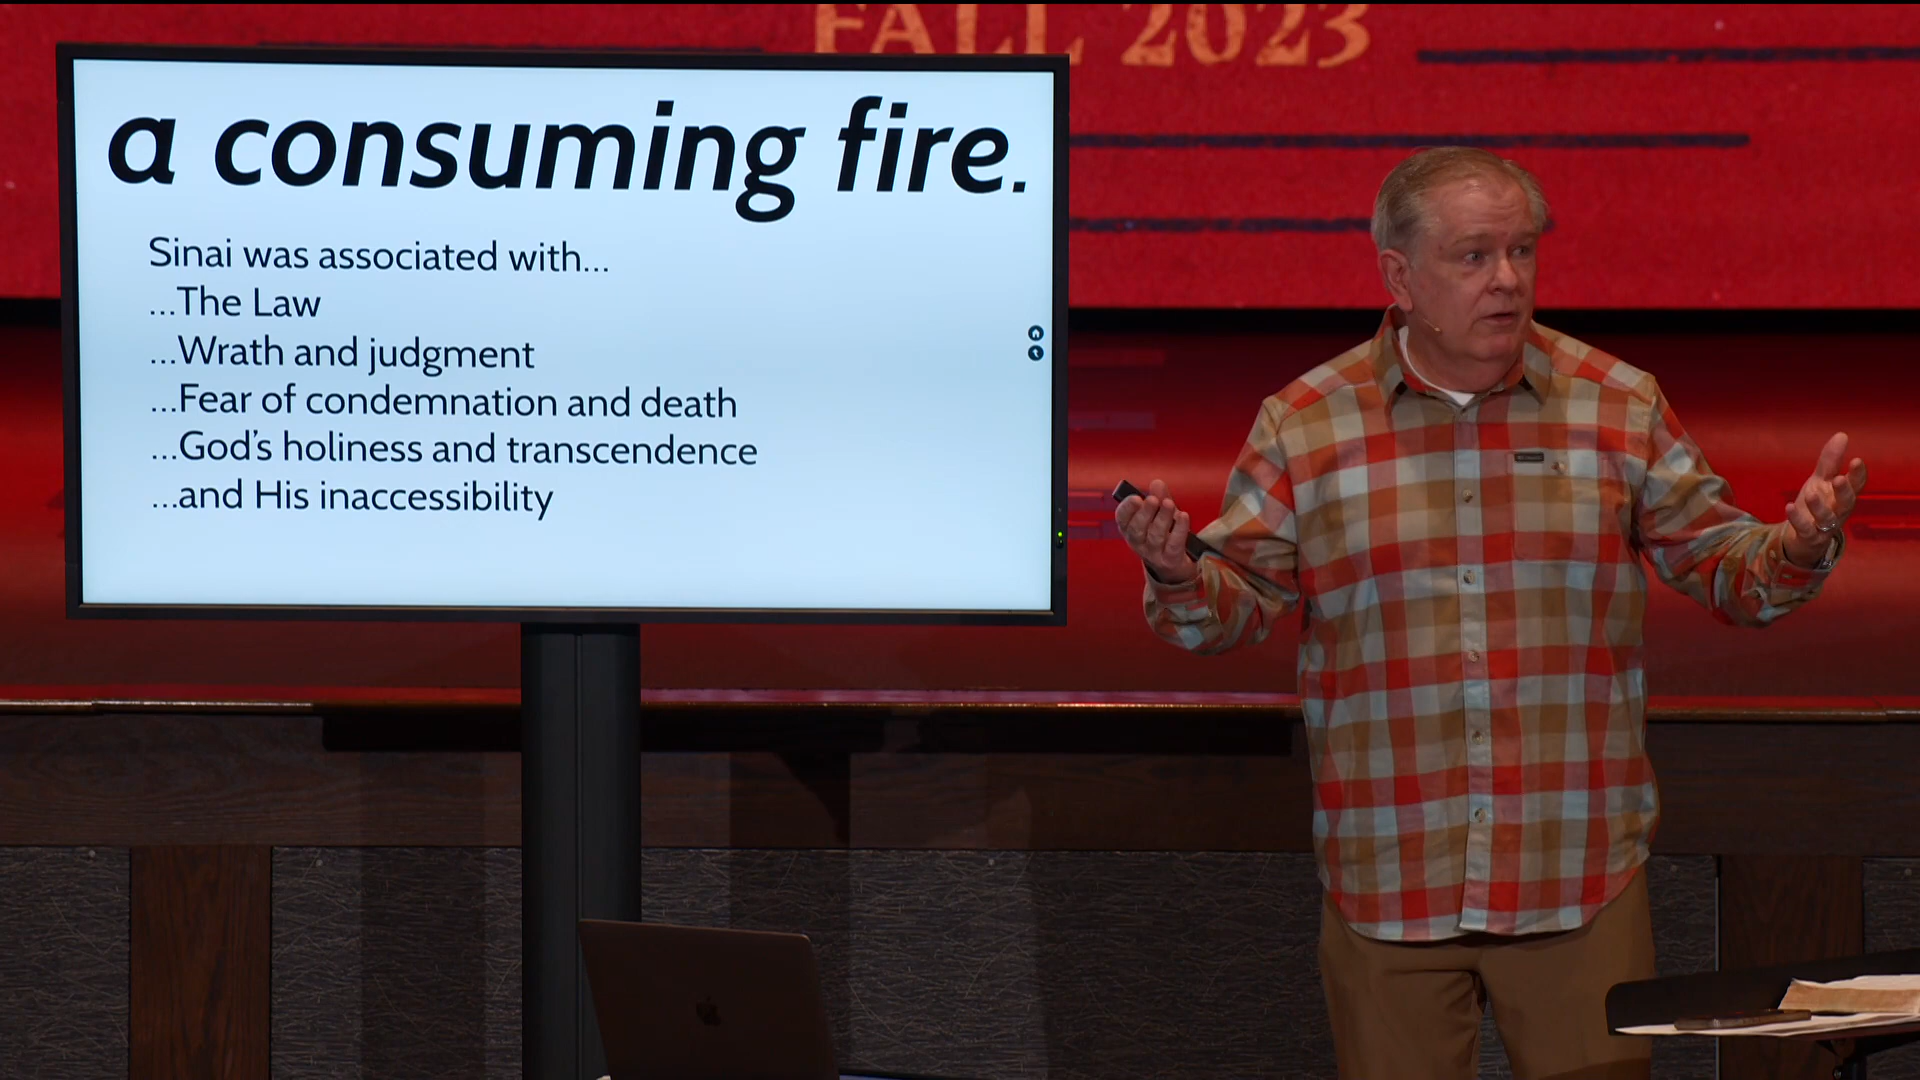 FALL 2023
a consuming fire.
Sinai was associated with...
...The Law
...Wrath and judgment
...Fear of condemnation and death
...God's holiness and transcendence
...and His inaccessibility